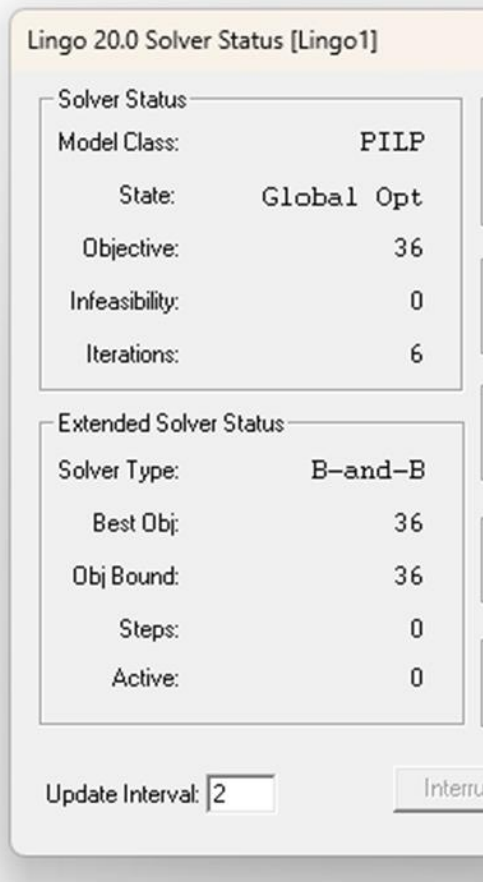 Lingo 20.0 Solver Status [Lingo1]
Solver Status
Model Class: PILP
State: Global Opt
Objective: 36
Infeasibility: 0
Iterations: 6
Extended Solver Status
Solver Type: B-and-B
Best Obj: 36
Obj Bound: 36
Steps: 0
Active: 0
Update Interval: 2